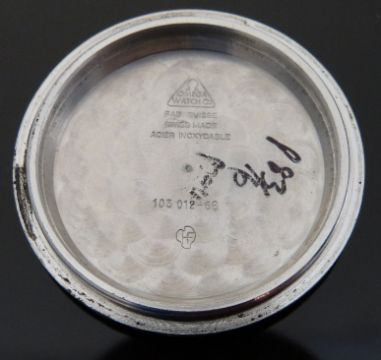 OMEGA
WATCH CO
FAB. SUISSE
SWISS MADE
ACIER INOXYDABLE
103 012-66